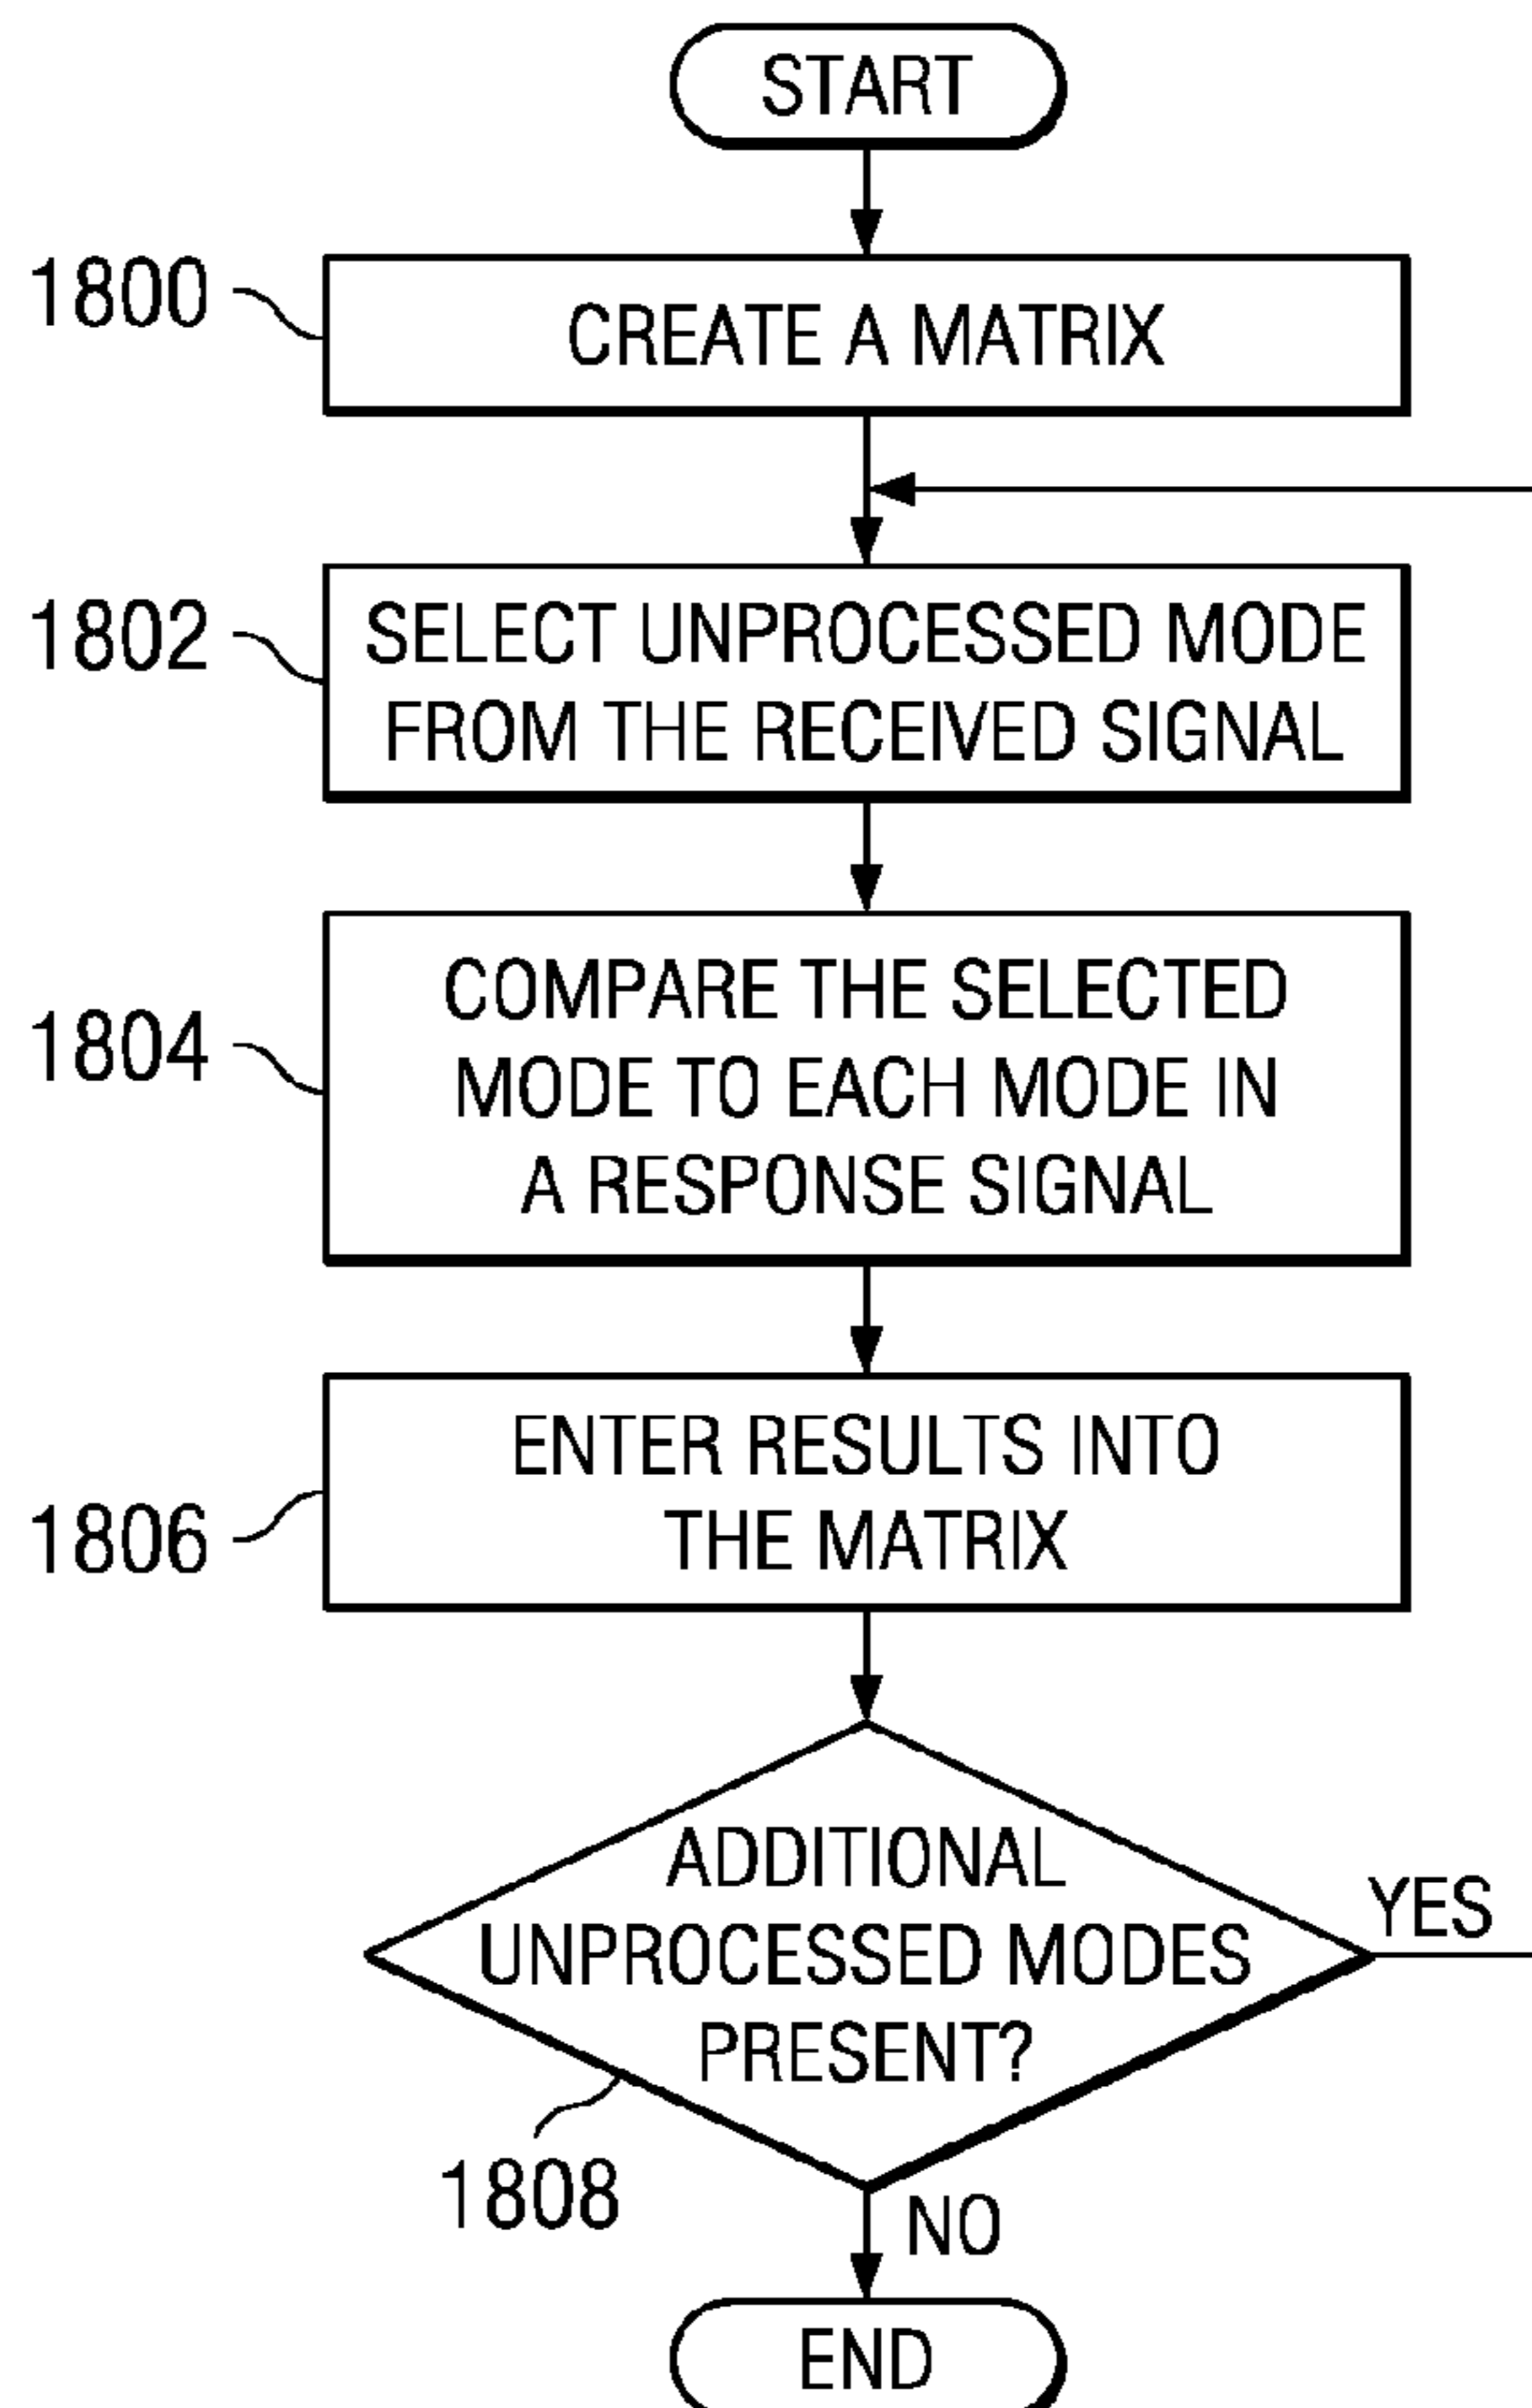 START
1800
CREATE A MATRIX
1802
SELECT UNPROCESSED MODE
FROM THE RECEIVED SIGNAL
1804
COMPARE THE SELECTED
MODE TO EACH MODE IN
A RESPONSE SIGNAL
1806
ENTER RESULTS INTO
THE MATRIX
ADDITIONAL
UNPROCESSED MODES
PRESENT?
YES
1808
NO
END